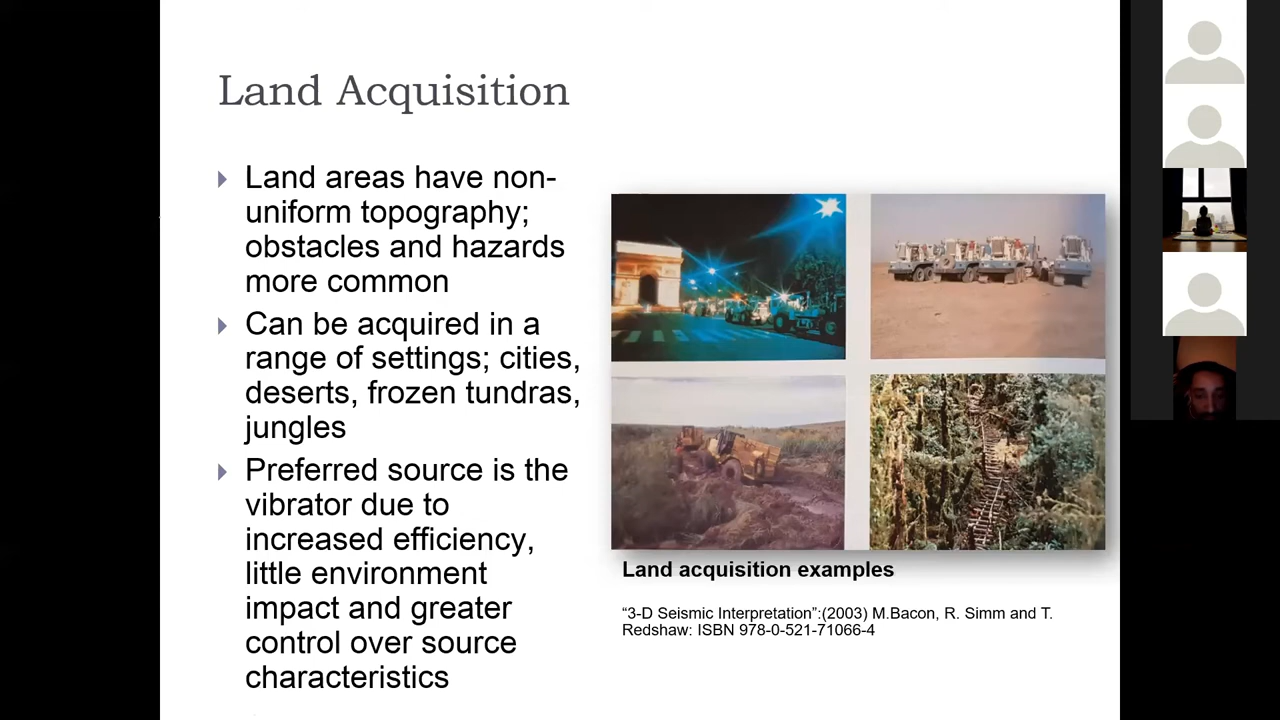 Land Acquisition
Land areas have non-
uniform topography;
obstacles and hazards
more common
Can be acquired in a
range of settings; cities,
deserts, frozen tundras,
jungles
Preferred source is the
vibrator due to
increased efficiency,
little environment
impact and greater
control over source
characteristics
Land acquisition examples
“3-D Seismic Interpretation”:(2003) M.Bacon, R. Simm and T.
Redshaw: ISBN 978-0-521-71066-4